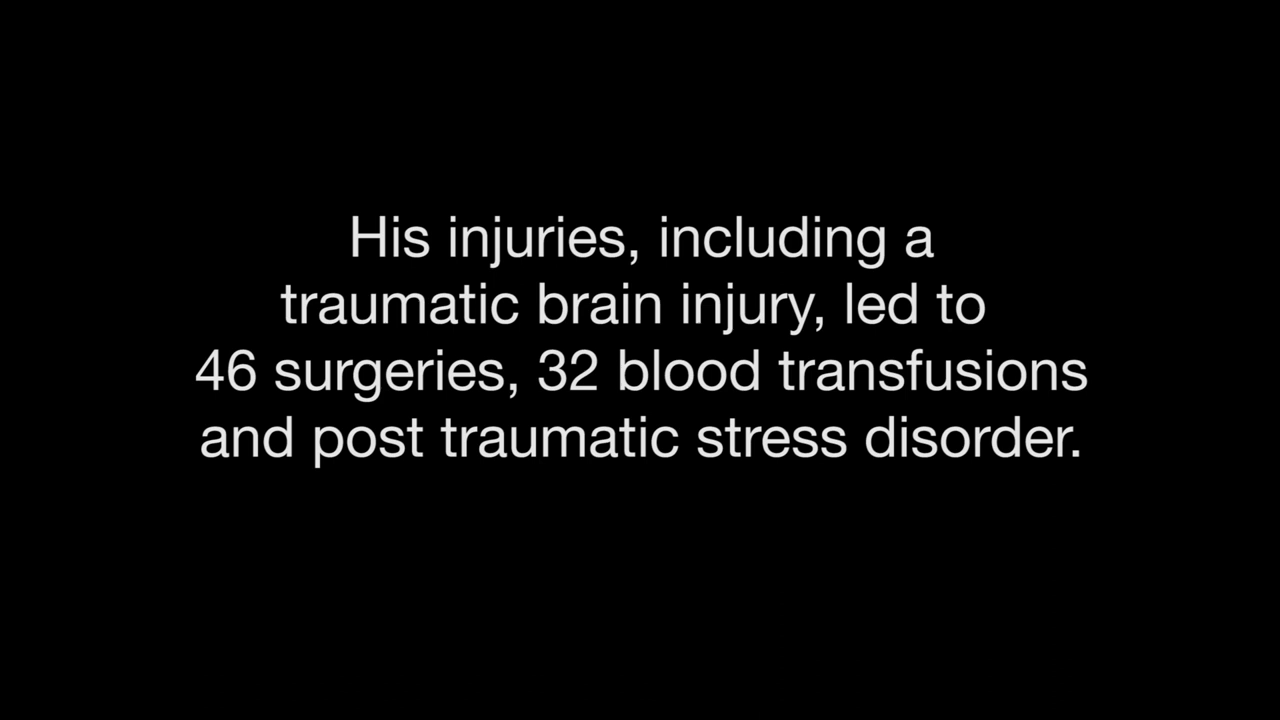 His injuries, including a
traumatic brain injury, led to
46 surgeries, 32 blood transfusions
and post traumatic stress disorder.